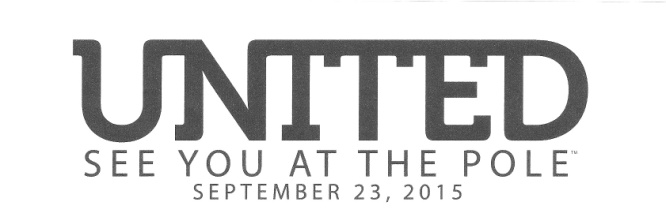 UNITED
SEE YOU AT THE POLE™
SEPTEMBER 23, 2015